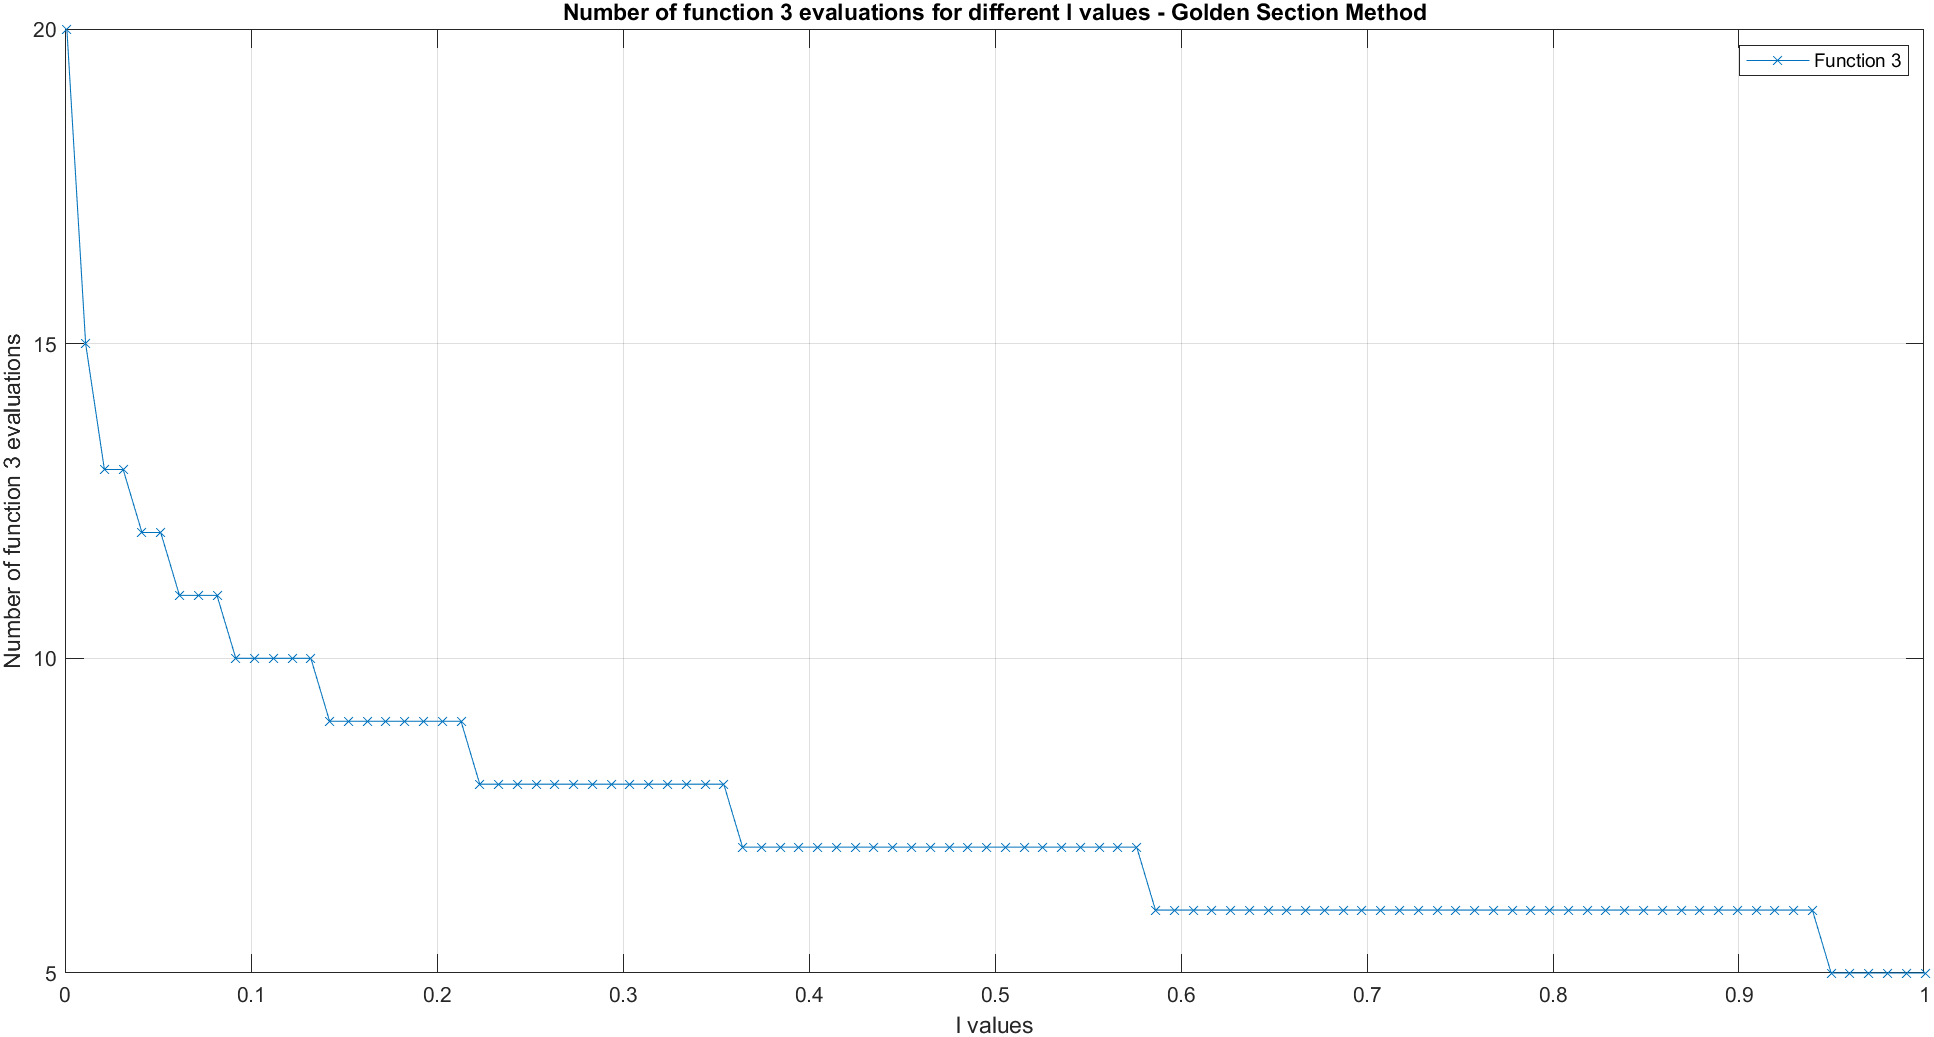 Number of function 3 evaluations for different l values - Golden Section Method
Function 3
Number of function 3 evaluations
20
15
10
5
0 0.1 0.2 0.3 0.4 0.5 0.6 0.7 0.8 0.9 1
l values